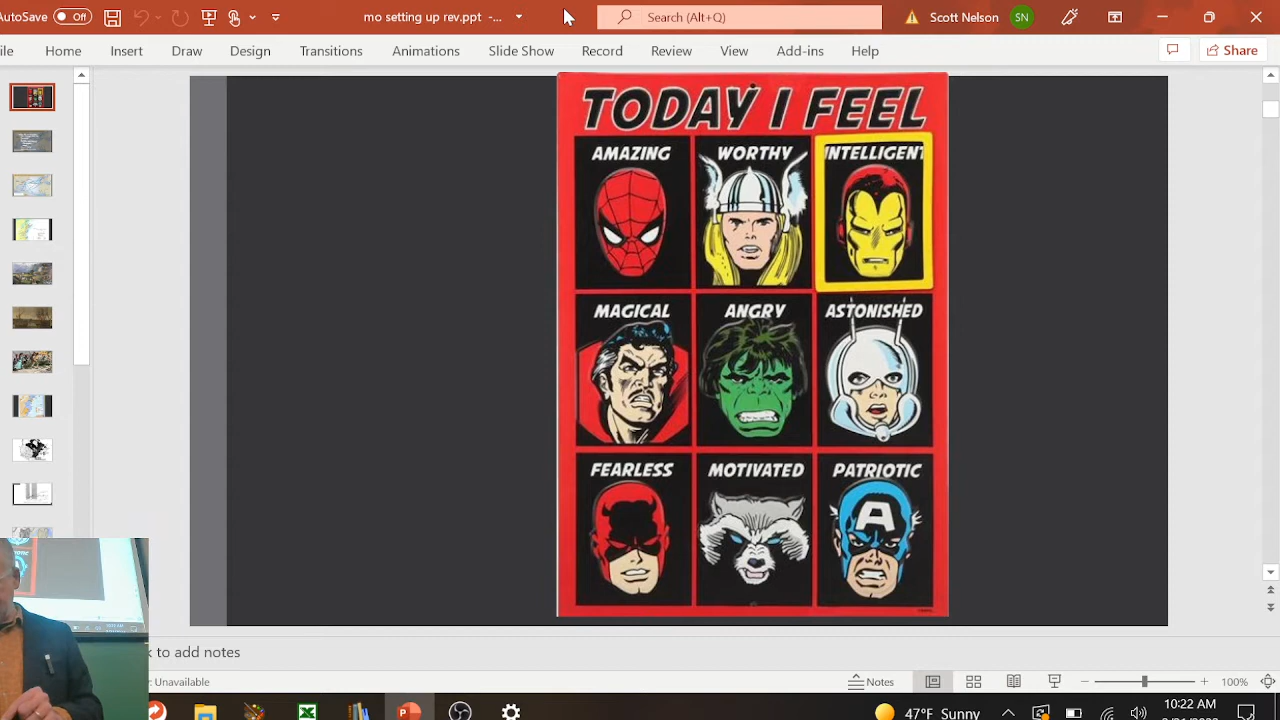 AutoSave Off
mo setting up rev.ppt -...
Search (Alt+Q)
Scott Nelson
SN
ile
Home
Insert
Draw
Design
Transitions
Animations
Slide Show
Record
Review
View
Add-ins
Help
Share
TODAY I FEEL
AMAZING
WORTHY
INTELLIGENT
MAGICAL
ANGRY
ASTONISHED
FEARLESS
MOTIVATED
PATRIOTIC
A
k to add notes
: Unavailable
Notes
100%
47°F Sunny
10:22 AM